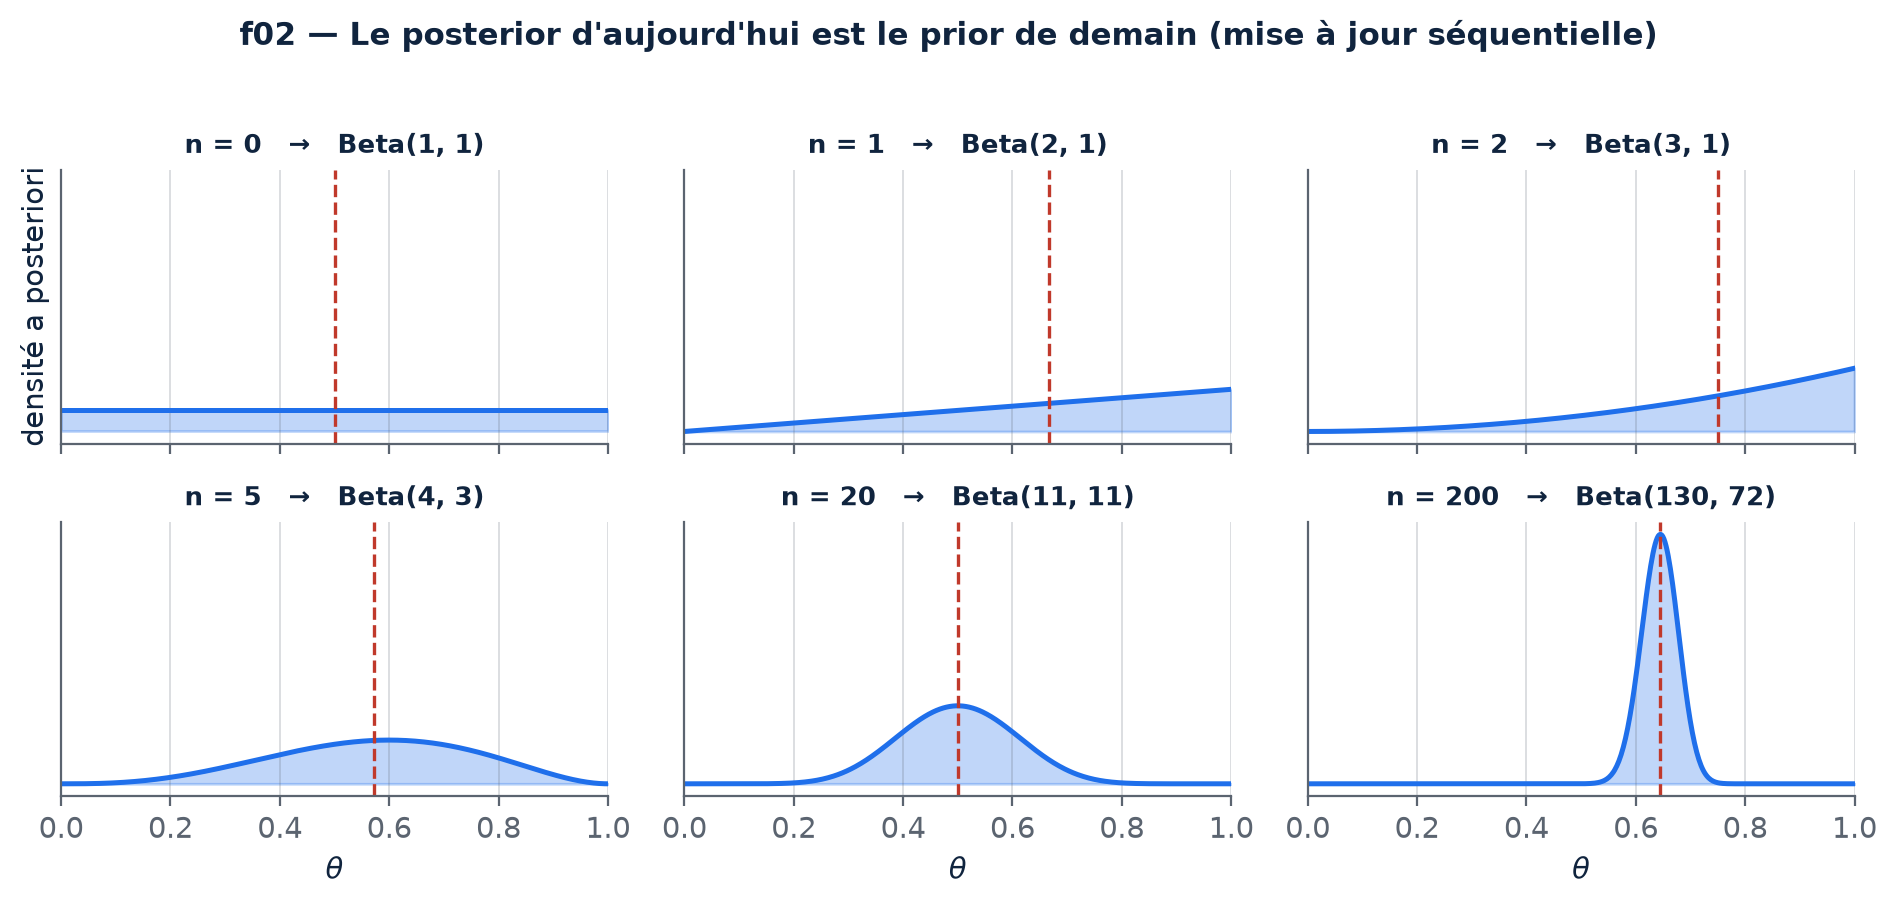 f02 — Le posterior d'aujourd'hui est le prior de demain (mise à jour séquentielle)
n = 0 → Beta(1, 1)
n = 1 → Beta(2, 1)
n = 2 → Beta(3, 1)
densité a posteriori
n = 5 → Beta(4, 3)
n = 20 → Beta(11, 11)
n = 200 → Beta(130, 72)
0.0 0.2 0.4 0.6 0.8 1.0
0.0 0.2 0.4 0.6 0.8 1.0
0.0 0.2 0.4 0.6 0.8 1.0
θ
θ
θ